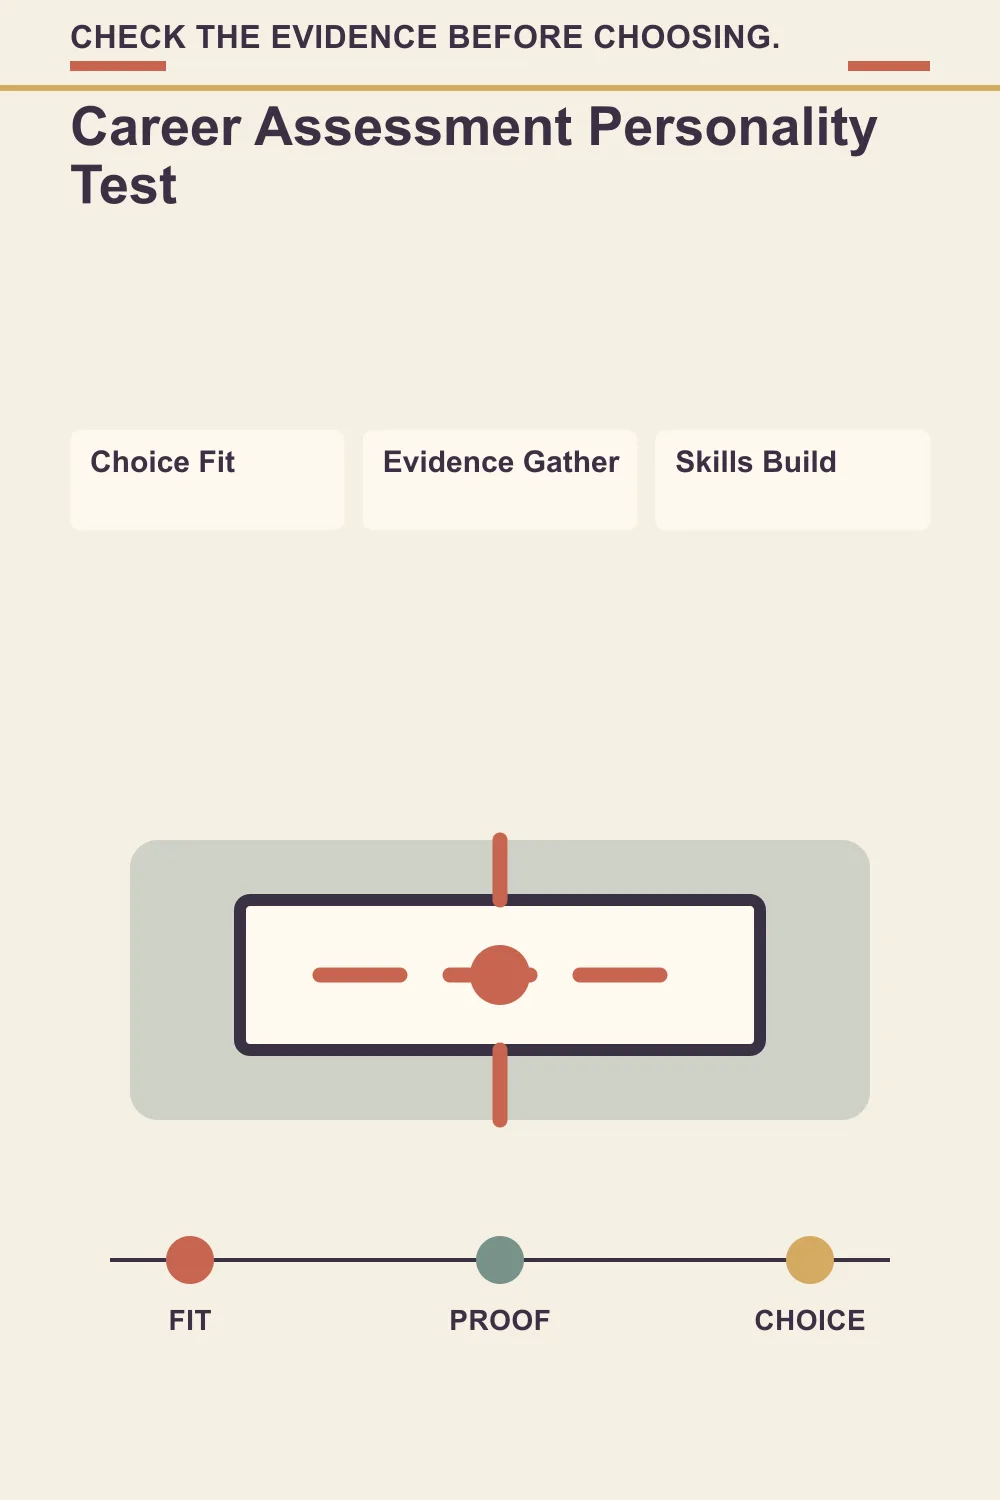 CHECK THE EVIDENCE BEFORE CHOOSING.
Career Assessment Personality
Test
Choice Fit
Evidence Gather
Skills Build
FIT
PROOF
CHOICE